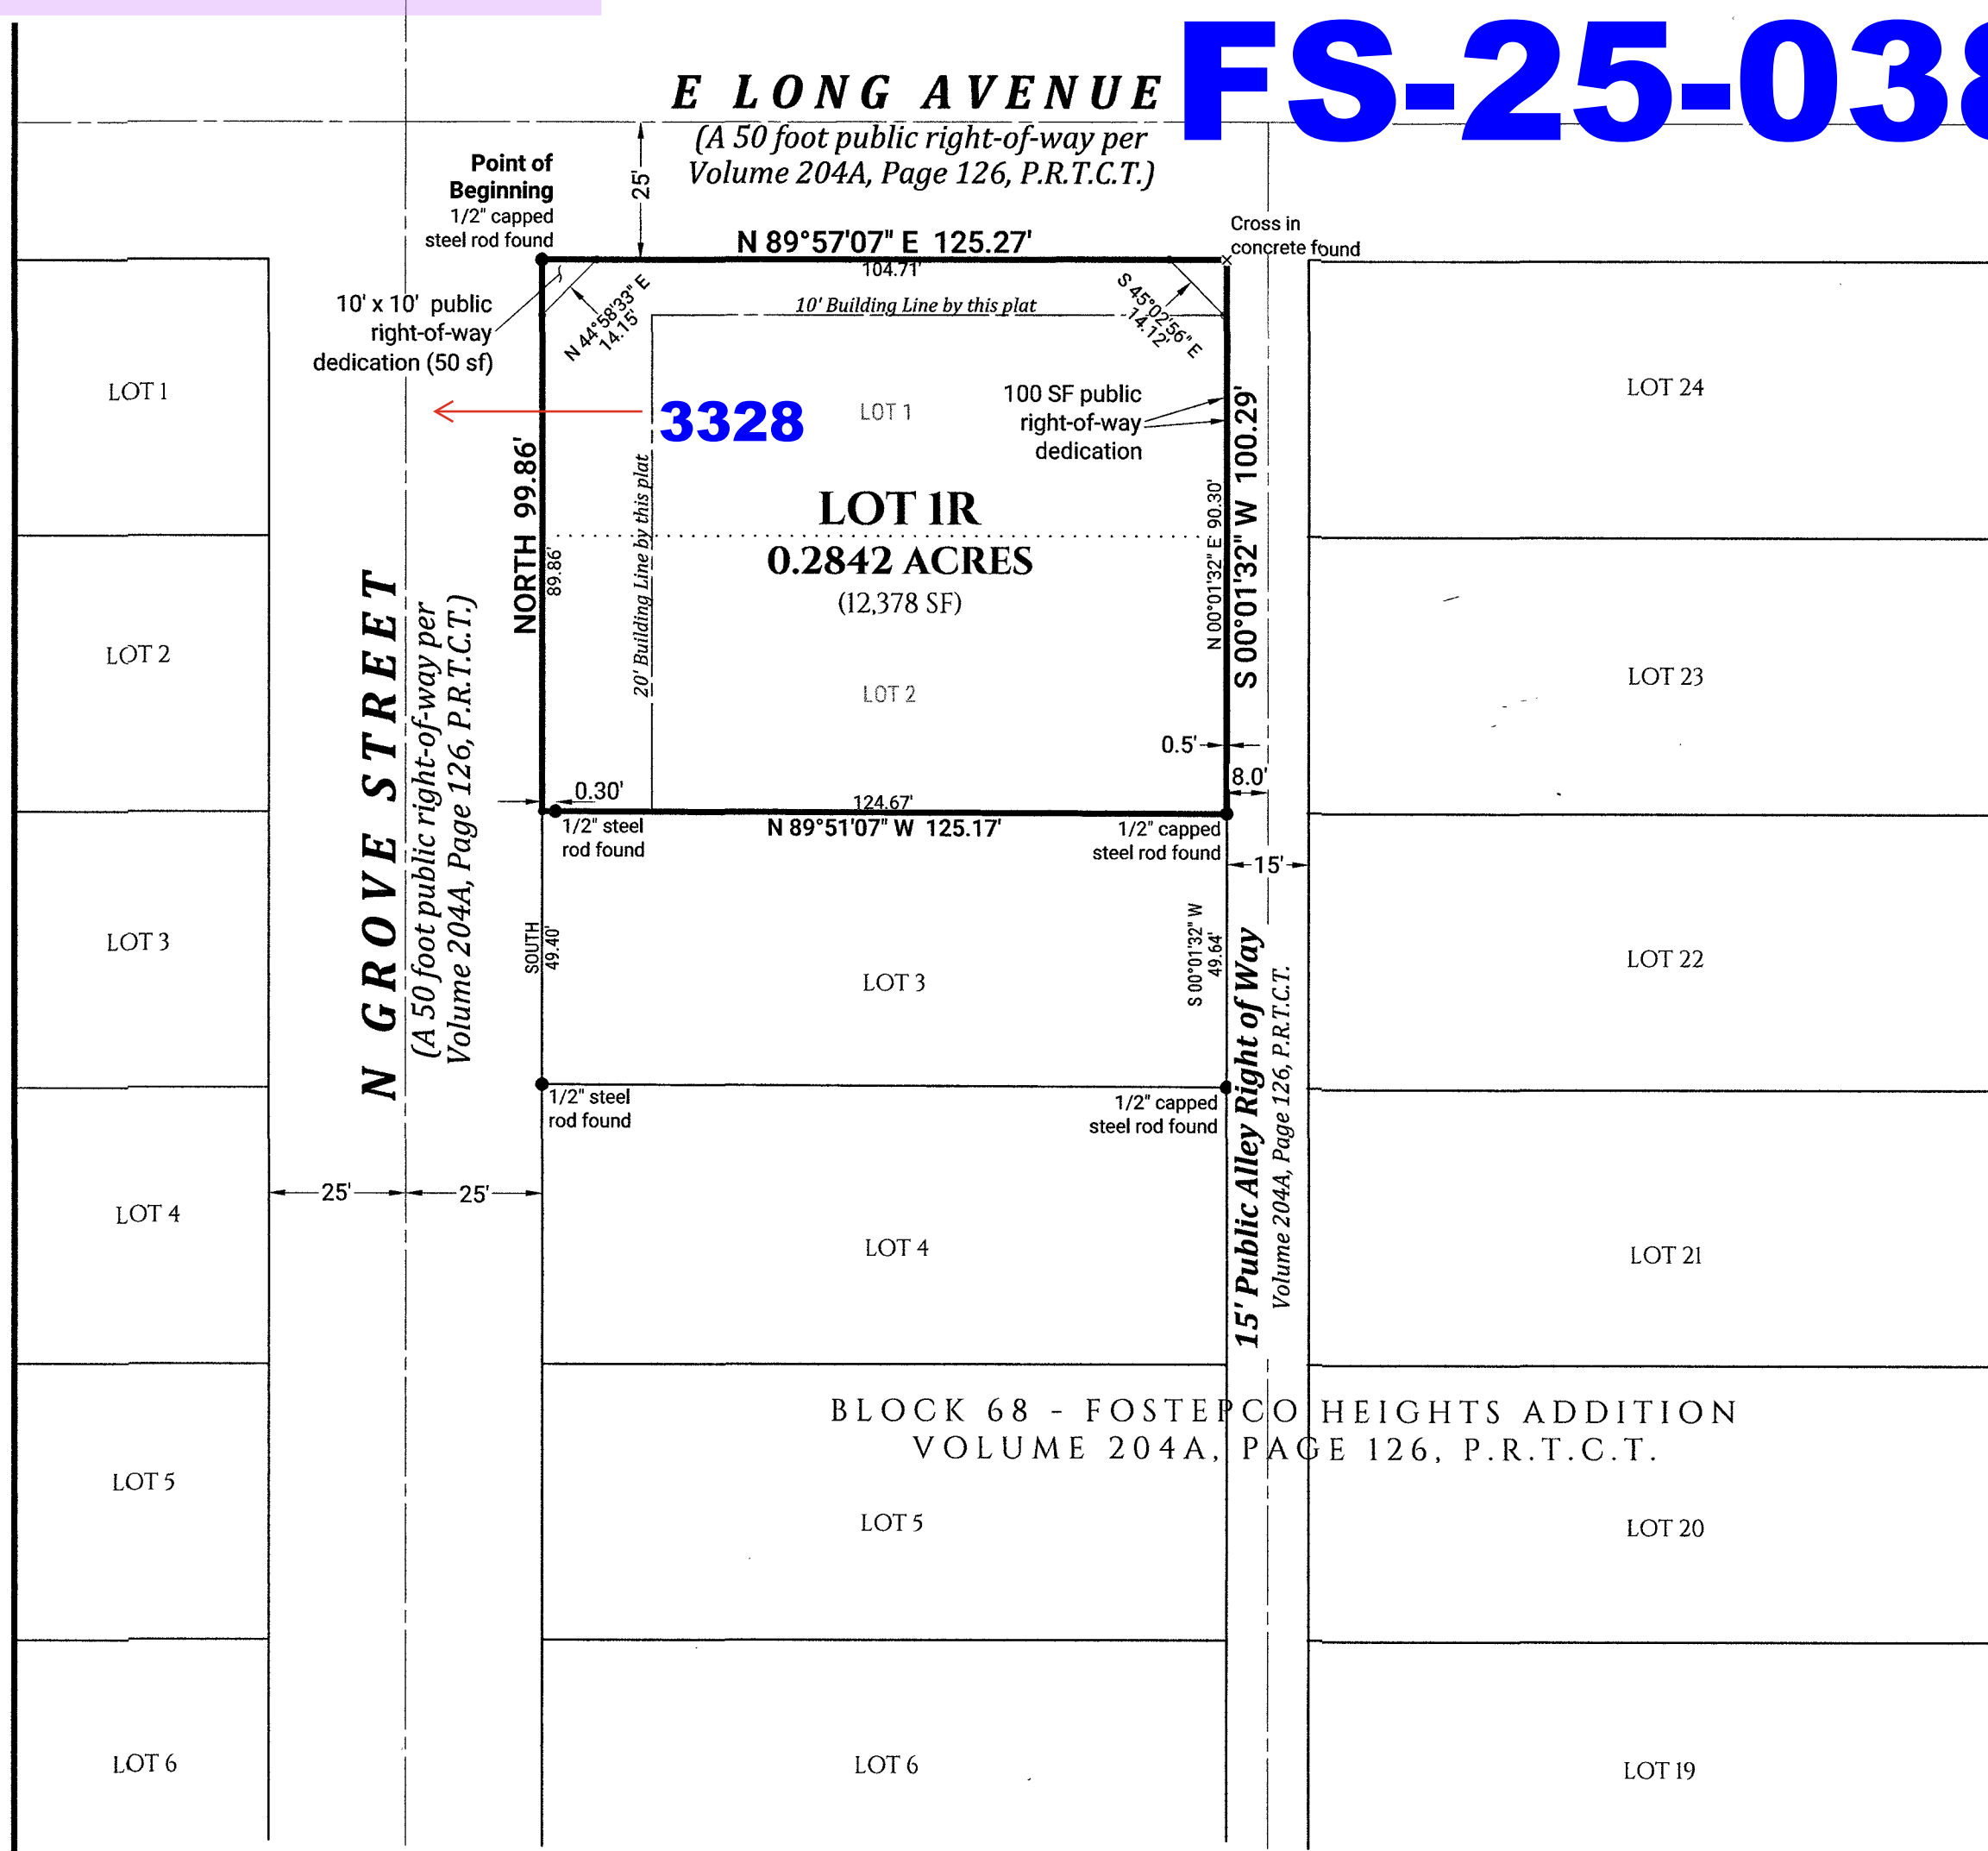 FS-25-038
E LONG AVENUE
(A 50 foot public right-of-way per
Volume 204A, Page 126, P.R.T.C.T.)
25'
Point of
Beginning
1/2" capped
steel rod found
N 89°57'07" E 125.27'
104.71'
Cross in
concrete found
10' x 10' public
right-of-way
dedication (50 sf)
N 44°58'33" E
14.15'
10' Building Line by this plat
S 45°02'56" E
14.12'
LOT 1
3328
LOT 1
100 SF public
right-of-way
dedication
LOT 24
NORTH 99.86'
89.86'
20' Building Line by this plat
LOT 1R
0.2842 ACRES
(12,378 SF)
N 00°01'32" E 90.30'
S 00°01'32" W 100.29'
LOT 2
LOT 2
LOT 23
0.5'
8.0'
0.30'
124.67'
N 89°51'07" W 125.17'
1/2" steel
rod found
1/2" capped
steel rod found
15'
N GROVE STREET
(A 50 foot public right-of-way per
Volume 204A, Page 126, P.R.T.C.T.)
LOT 3
SOUTH
49.40'
LOT 3
S 00°01'32" W
49.64'
LOT 22
15' Public Alley Right of Way
Volume 204A, Page 126, P.R.T.C.T.
1/2" steel
rod found
1/2" capped
steel rod found
25'
25'
LOT 4
LOT 4
LOT 21
BLOCK 68 - FOSTEPCO HEIGHTS ADDITION
VOLUME 204A, PAGE 126, P.R.T.C.T.
LOT 5
LOT 5
LOT 20
LOT 6
LOT 6
LOT 19